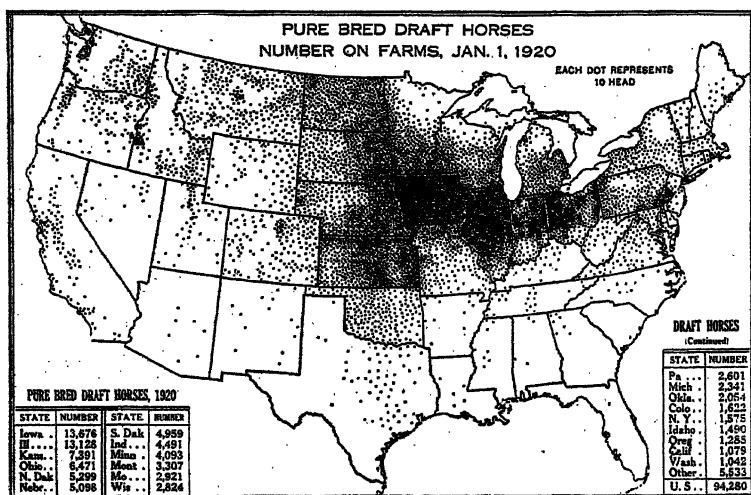 PURE BRED DRAFT HORSES
NUMBER ON FARMS, JAN. 1, 1920
EACH DOT REPRESENTS
10 HEAD
PURE BRED DRAFT HORSES, 1920
STATE NUMBER STATE NUMBER
Iowa . 13,676 S. Dak 4,959
Ill.... 13,128 Ind... 4,491
Kans.. 7,391 Minn . 4,093
Ohio.. 6,471 Mont . 3,307
N. Dak 5,299 Mo... 2,921
Nebr.. 5,098 Wis .. 2,824
DRAFT HORSES
(Continued)
STATE NUMBER
Pa .... 2,601
Mich . 2,341
Okla.. 2,054
Colo .. 1,622
N. Y.. 1,575
Idaho . 1,490
Oreg . 1,285
Calif . 1,079
Wash . 1,042
Other. 5,533
U. S.. 94,280